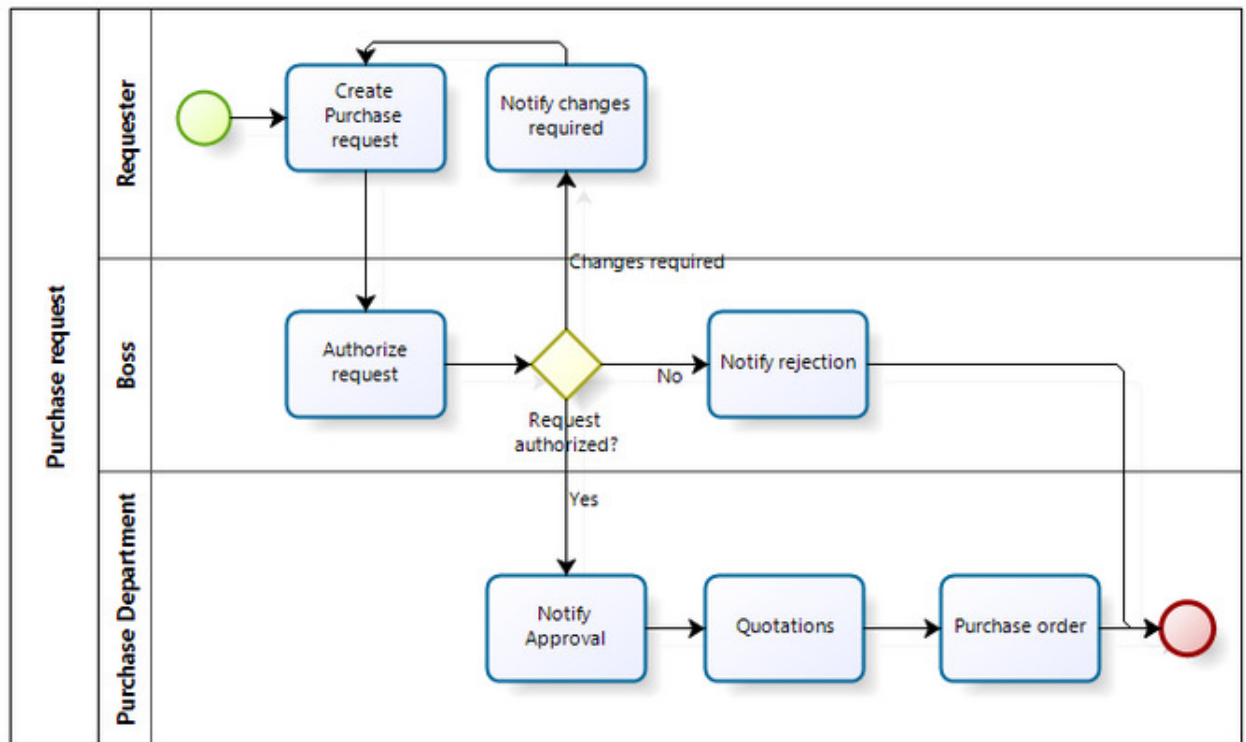 Purchase request
Requester
Create
Purchase
request
Notify changes
required
Changes required
Boss
Authorize
request
Request
authorized?
No
Notify rejection
Yes
Purchase Department
Notify
Approval
Quotations
Purchase order